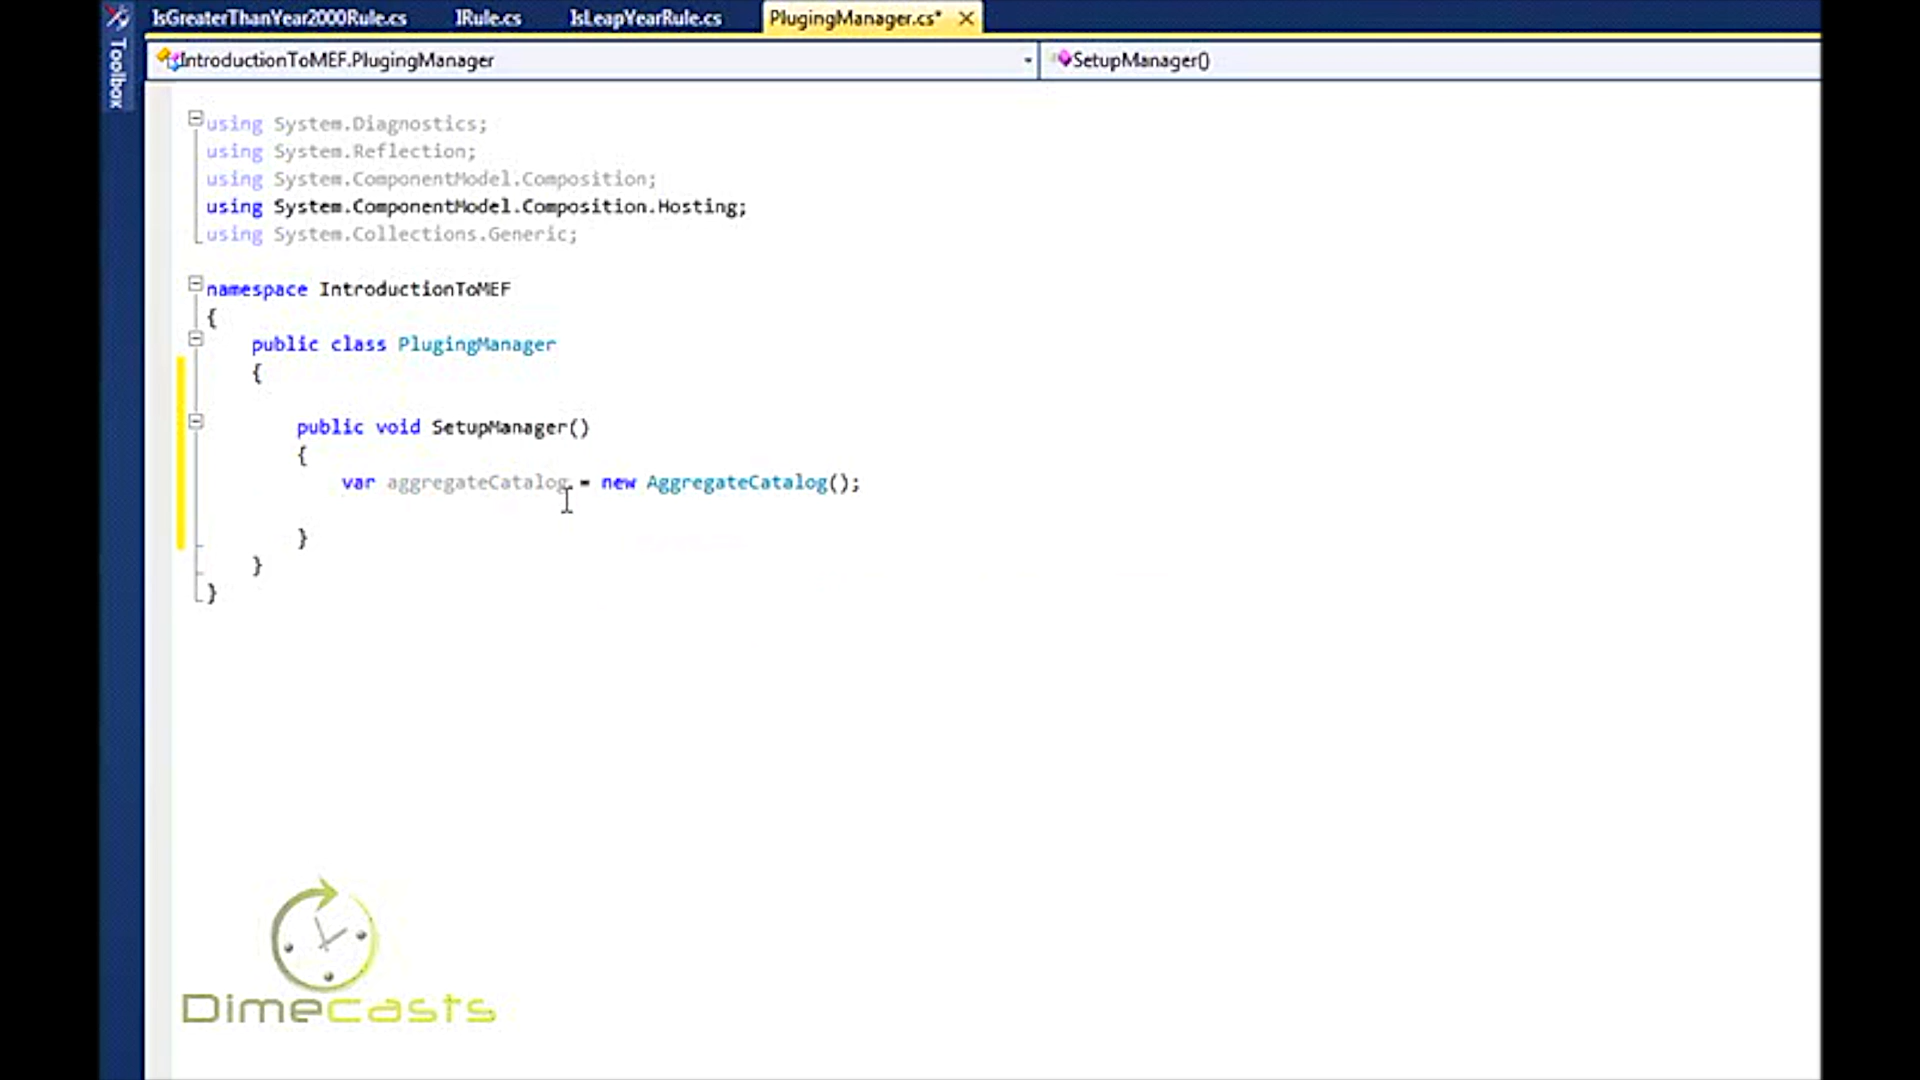 IsGreaterThanYear2000Rule.cs IRule.cs IsLeapYearRule.cs PlugingManager.cs*
Toolbox
IntroductionToMEF.PlugingManager SetupManager()
using System.Diagnostics;
using System.Reflection;
using System.ComponentModel.Composition;
using System.ComponentModel.Composition.Hosting;
using System.Collections.Generic;
namespace IntroductionToMEF
{
public class PlugingManager
{
public void SetupManager()
{
var aggregateCatalog = new AggregateCatalog();
}
}
}
Dimecasts